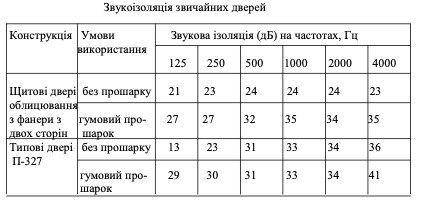 Звукоізоляція звичайних дверей
Конструкція Умови використання Звукова ізоляція (дБ) на частотах, Гц
125 250 500 1000 2000 4000
Щитові двері облицювання з фанери з двох сторін без прошарку 21 23 24 24 24 23
гумовий про-
шарок 27 27 32 35 34 35
Типові двері П-327 без прошарку 13 23 31 33 34 36
гумовий про-
шарок 29 30 31 33 34 41